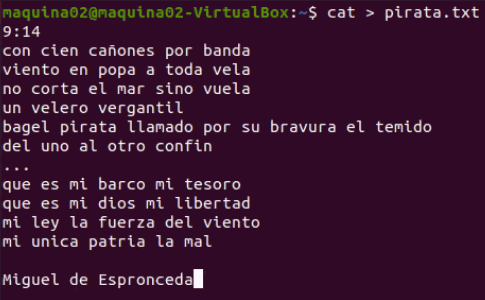 maquina02@maquina02-VirtualBox:~$ cat > pirata.txt
9:14
con cien cañones por banda
viento en popa a toda vela
no corta el mar sino vuela
un velero vergantil
bagel pirata llamado por su bravura el temido
del uno al otro confin
...
que es mi barco mi tesoro
que es mi dios mi libertad
mi ley la fuerza del viento
mi unica patria la mal
Miguel de Espronceda